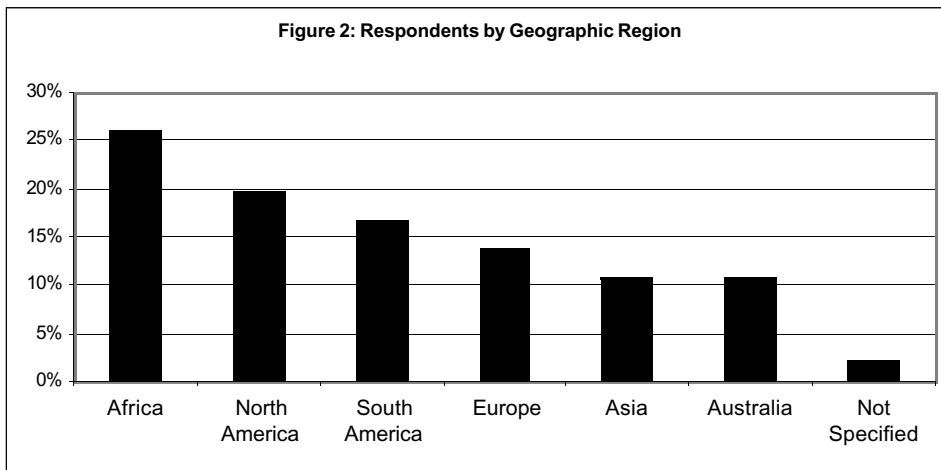 Figure 2: Respondents by Geographic Region
30%
25%
20%
15%
10%
5%
0%
Africa
North
America
South
America
Europe
Asia
Australia
Not
Specified